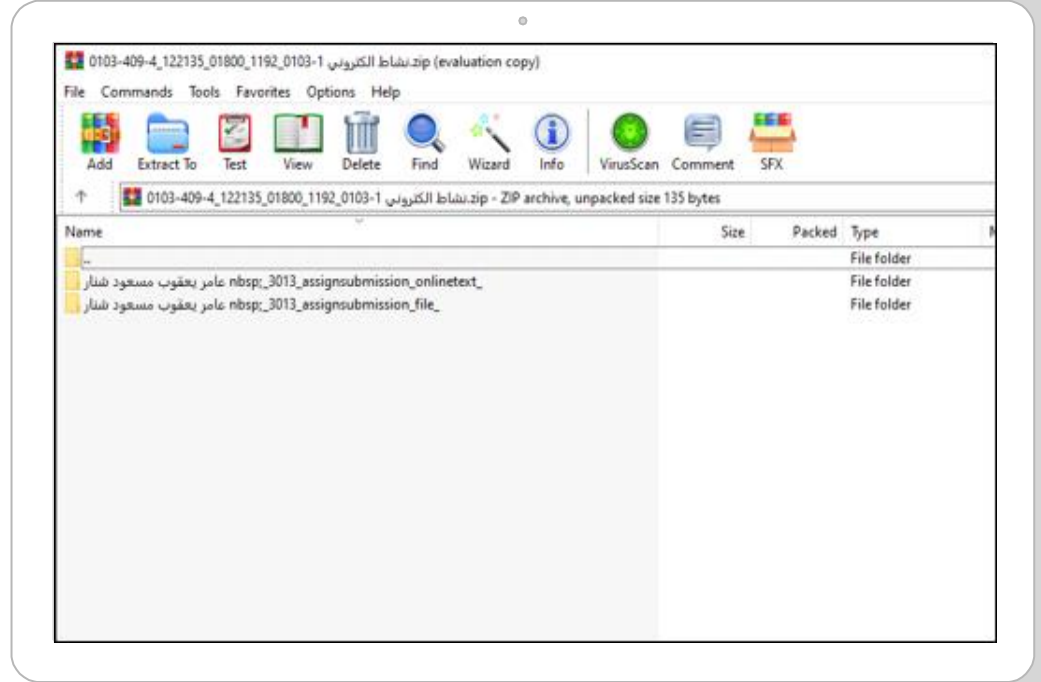 0103-409-4_122135_01800_1192_0103-1 نشاط الكتروني.zip (evaluation copy)
File Commands Tools Favorites Options Help
Add Extract To Test View Delete Find Wizard Info VirusScan Comment SFX
0103-409-4_122135_01800_1192_0103-1 نشاط الكتروني.zip - ZIP archive, unpacked size 135 bytes
Name Size Packed Type
.. File folder
عامر يعقوب مسعود شنار nbsp;_3013_assignsubmission_onlinetext_ File folder
عامر يعقوب مسعود شنار nbsp;_3013_assignsubmission_file_ File folder